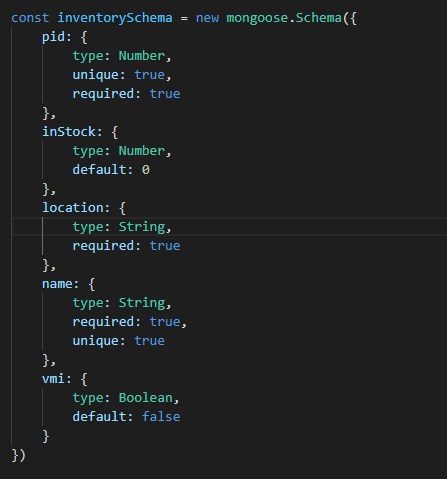 const inventorySchema = new mongoose.Schema({
    pid: {
        type: Number,
        unique: true,
        required: true
    },
    inStock: {
        type: Number,
        default: 0
    },
    location: {
        type: String,
        required: true
    },
    name: {
        type: String,
        required: true,
        unique: true
    },
    vmi: {
        type: Boolean,
        default: false
    }
})